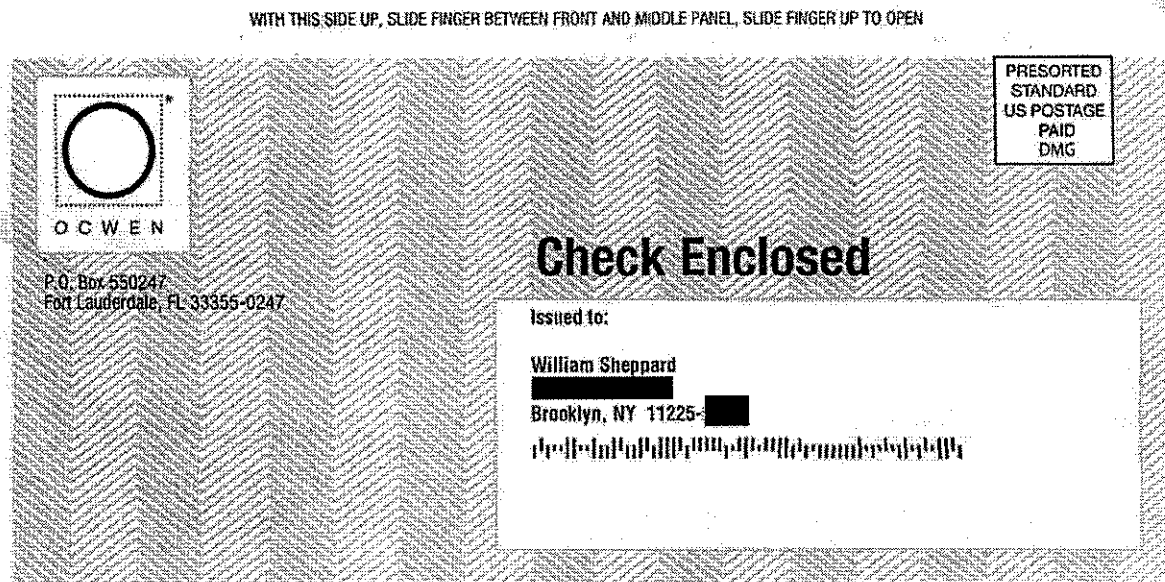 WITH THIS SIDE UP, SLIDE FINGER BETWEEN FRONT AND MIDDLE PANEL, SLIDE FINGER UP TO OPEN
PRESORTED
STANDARD
US POSTAGE
PAID
DMG
OCWEN
P.O. Box 550247
Fort Lauderdale, FL 33355-0247
Check Enclosed
Issued to:
William Sheppard
Brooklyn, NY 11225-